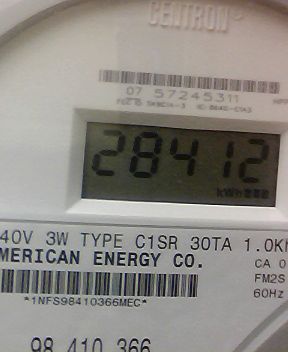 CENTRON
07 57245311
28412
kWh
40V 3W TYPE C1SR 30TA 1.0Kh
MERICAN ENERGY CO.
CA 0
FM2S
60Hz
*1NFS98410366MEC*
98 410 366